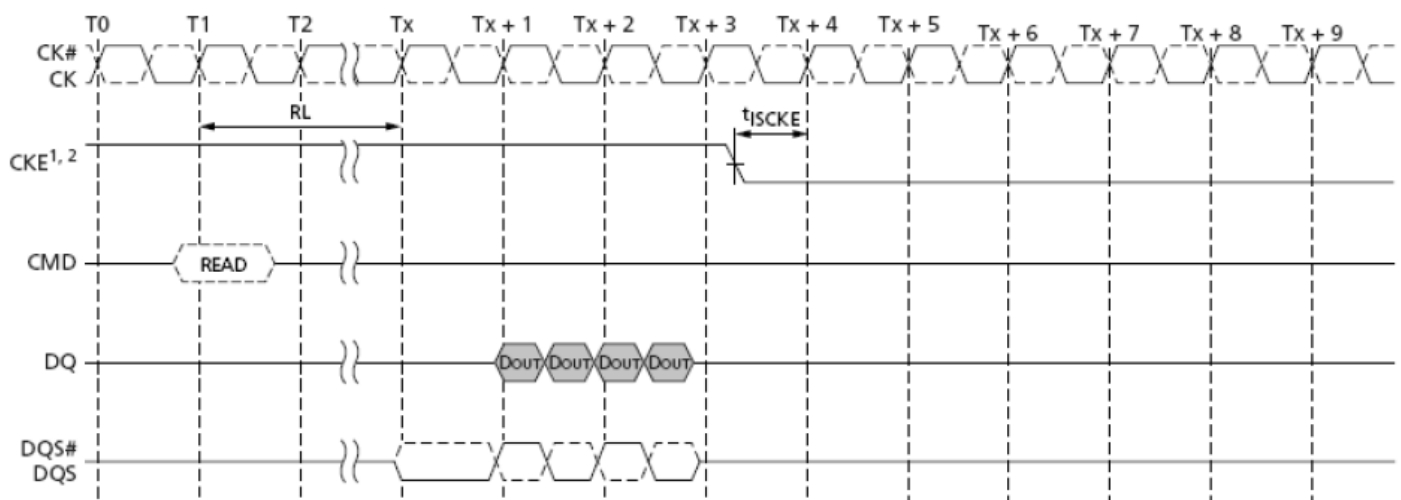 T0 T1 T2 Tx Tx + 1 Tx + 2 Tx + 3 Tx + 4 Tx + 5 Tx + 6 Tx + 7 Tx + 8 Tx + 9
CK#
CK
RL
tISCKE
CKE1, 2
CMD READ
DQ DOUT DOUT DOUT DOUT
DQS#
DQS